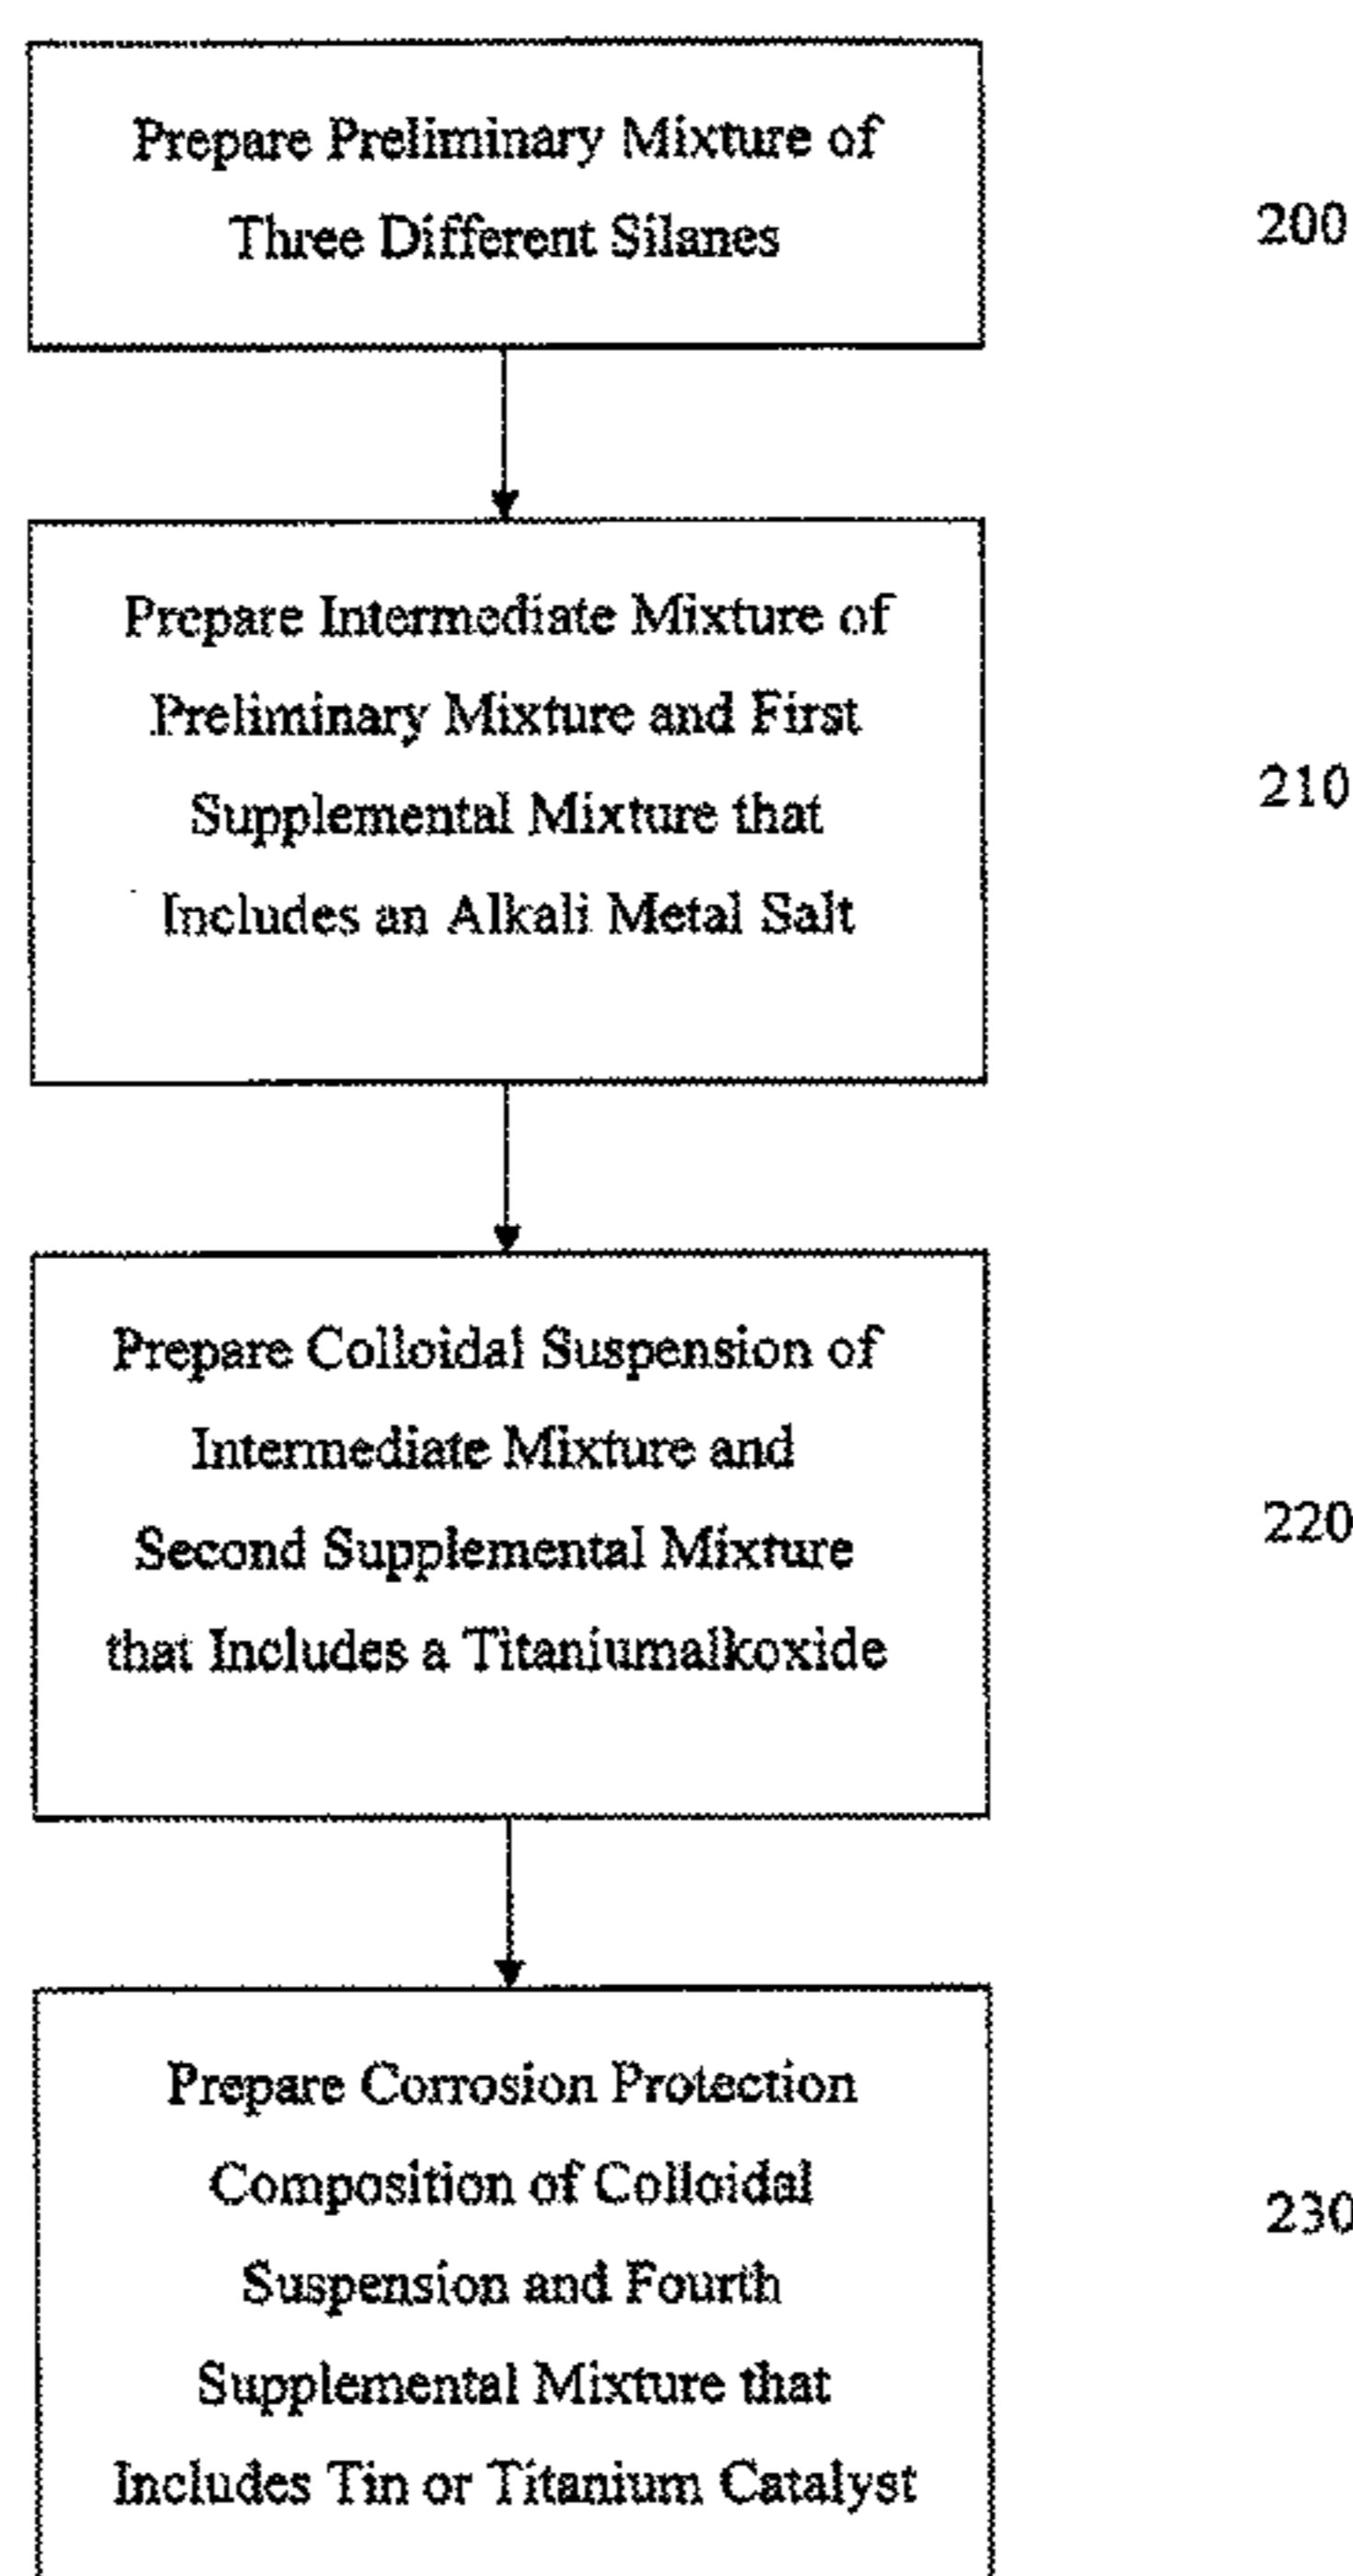 Prepare Preliminary Mixture of
Three Different Silanes
200
Prepare Intermediate Mixture of
Preliminary Mixture and First
Supplemental Mixture that
Includes an Alkali Metal Salt
210
Prepare Colloidal Suspension of
Intermediate Mixture and
Second Supplemental Mixture
that Includes a Titaniumalkoxide
220
Prepare Corrosion Protection
Composition of Colloidal
Suspension and Fourth
Supplemental Mixture that
Includes Tin or Titanium Catalyst
230